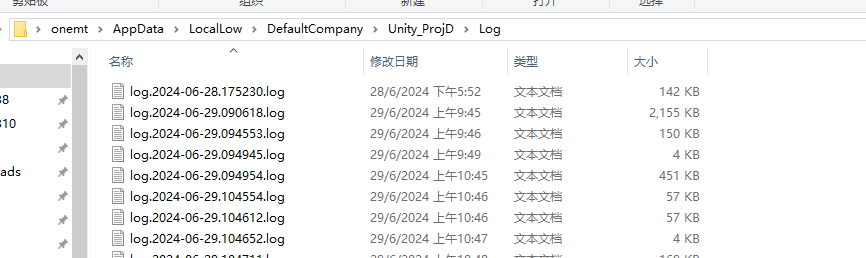 剪贴板 组织 新建 打开 选择
onemt > AppData > LocalLow > DefaultCompany > Unity_ProjD > Log
名称 修改日期 类型 大小
log.2024-06-28.175230.log 28/6/2024 下午5:52 文本文档 142 KB
38
log.2024-06-29.090618.log 29/6/2024 上午9:45 文本文档 2,155 KB
310
log.2024-06-29.094553.log 29/6/2024 上午9:46 文本文档 150 KB
log.2024-06-29.094945.log 29/6/2024 上午9:49 文本文档 4 KB
ads
log.2024-06-29.094954.log 29/6/2024 上午10:45 文本文档 451 KB
log.2024-06-29.104554.log 29/6/2024 上午10:46 文本文档 57 KB
log.2024-06-29.104612.log 29/6/2024 上午10:46 文本文档 57 KB
log.2024-06-29.104652.log 29/6/2024 上午10:47 文本文档 4 KB